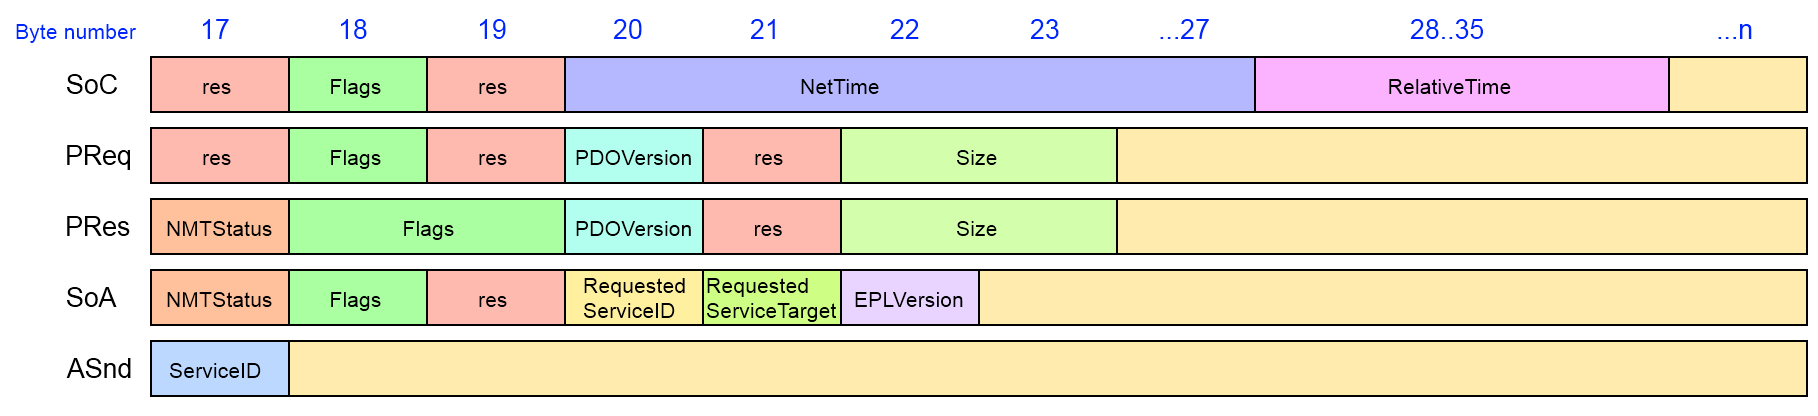 Byte number 17 18 19 20 21 22 23 ...27 28..35 ...n
SoC res Flags res NetTime RelativeTime
PReq res Flags res PDOVersion res Size
PRes NMTStatus Flags PDOVersion res Size
SoA NMTStatus Flags res Requested ServiceID Requested ServiceTarget EPLVersion
ASnd ServiceID